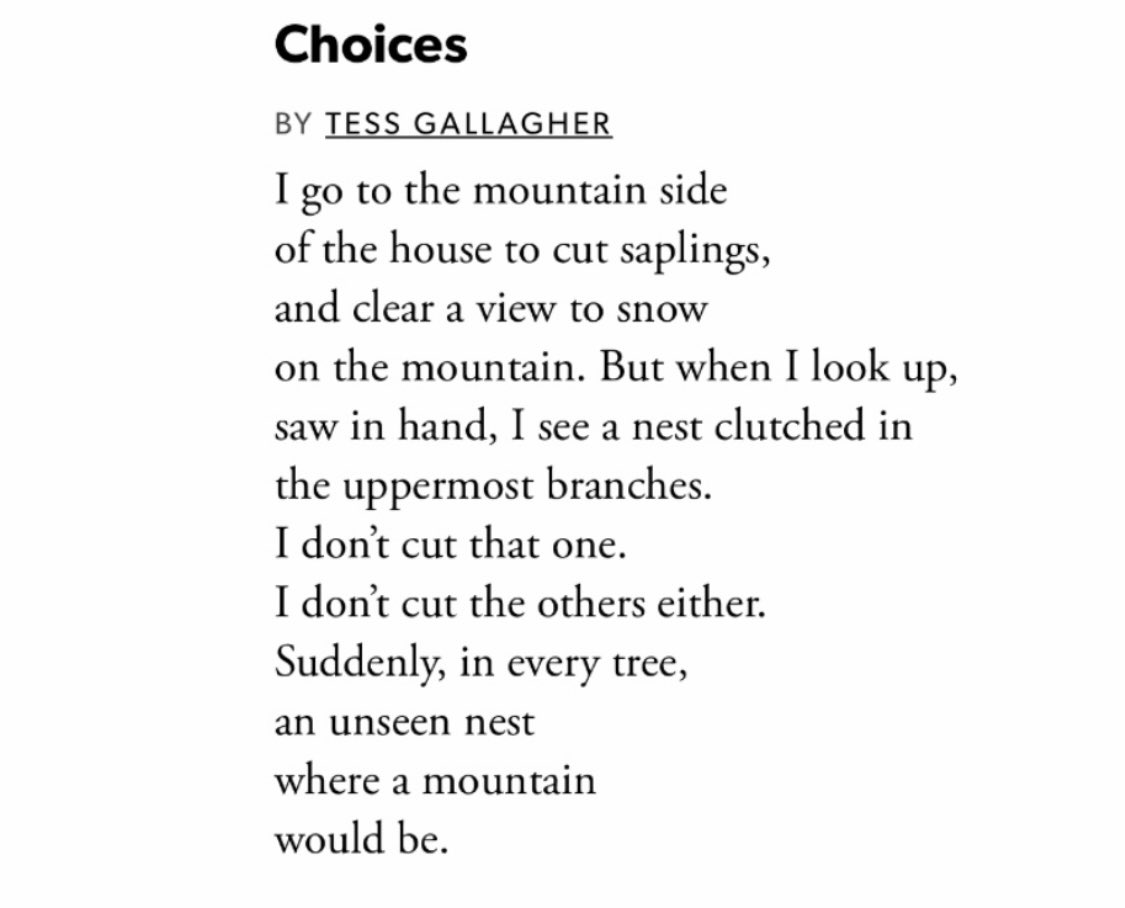 Choices
BY TESS GALLAGHER
I go to the mountain side
of the house to cut saplings,
and clear a view to snow
on the mountain. But when I look up,
saw in hand, I see a nest clutched in
the uppermost branches.
I don’t cut that one.
I don’t cut the others either.
Suddenly, in every tree,
an unseen nest
where a mountain
would be.